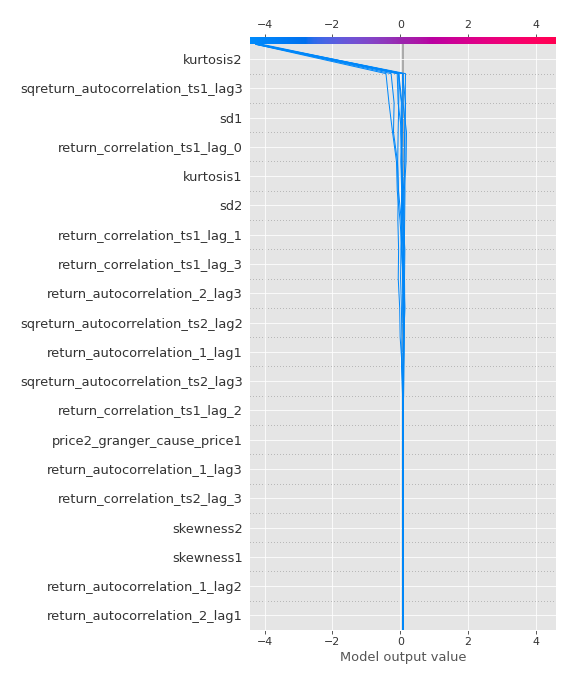 −4 −2 0 2 4
kurtosis2
sqreturn_autocorrelation_ts1_lag3
sd1
return_correlation_ts1_lag_0
kurtosis1
sd2
return_correlation_ts1_lag_1
return_correlation_ts1_lag_3
return_autocorrelation_2_lag3
sqreturn_autocorrelation_ts2_lag2
return_autocorrelation_1_lag1
sqreturn_autocorrelation_ts2_lag3
return_correlation_ts1_lag_2
price2_granger_cause_price1
return_autocorrelation_1_lag3
return_correlation_ts2_lag_3
skewness2
skewness1
return_autocorrelation_1_lag2
return_autocorrelation_2_lag1
−4 −2 0 2 4
Model output value